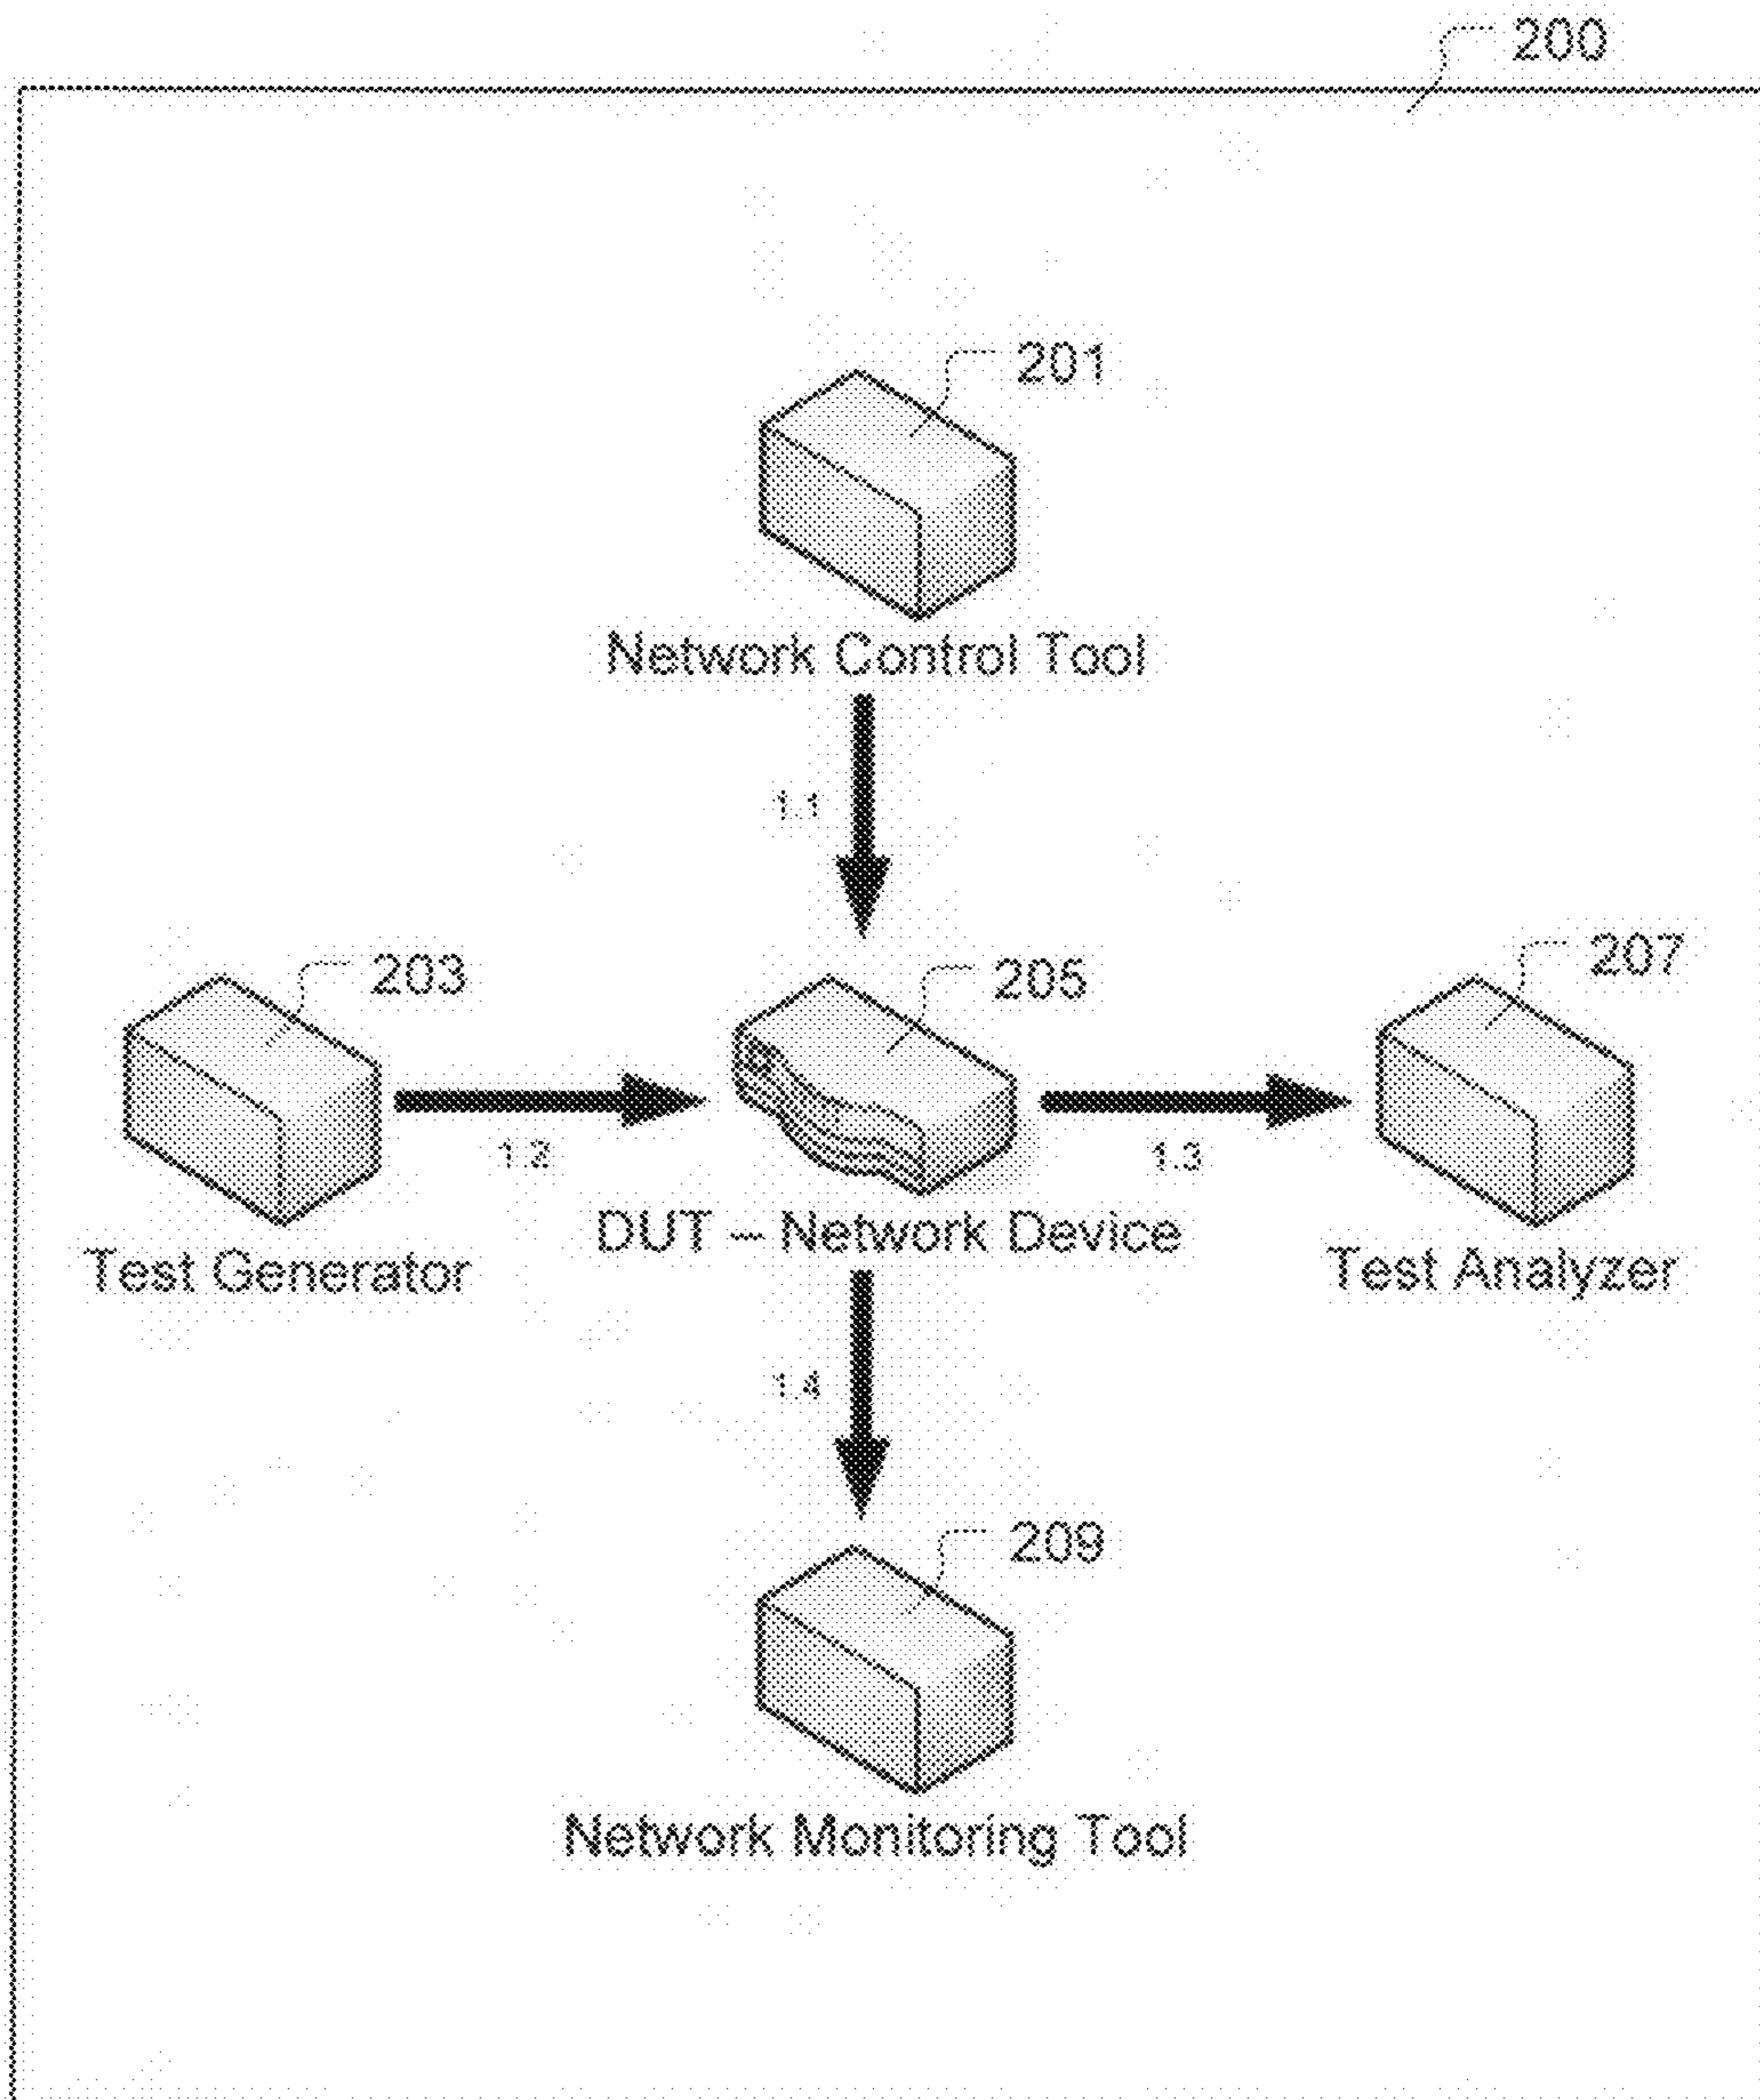 200
201
Network Control Tool
1.1
203
205
207
1.2
1.3
Test Generator
DUT – Network Device
Test Analyzer
1.4
209
Network Monitoring Tool